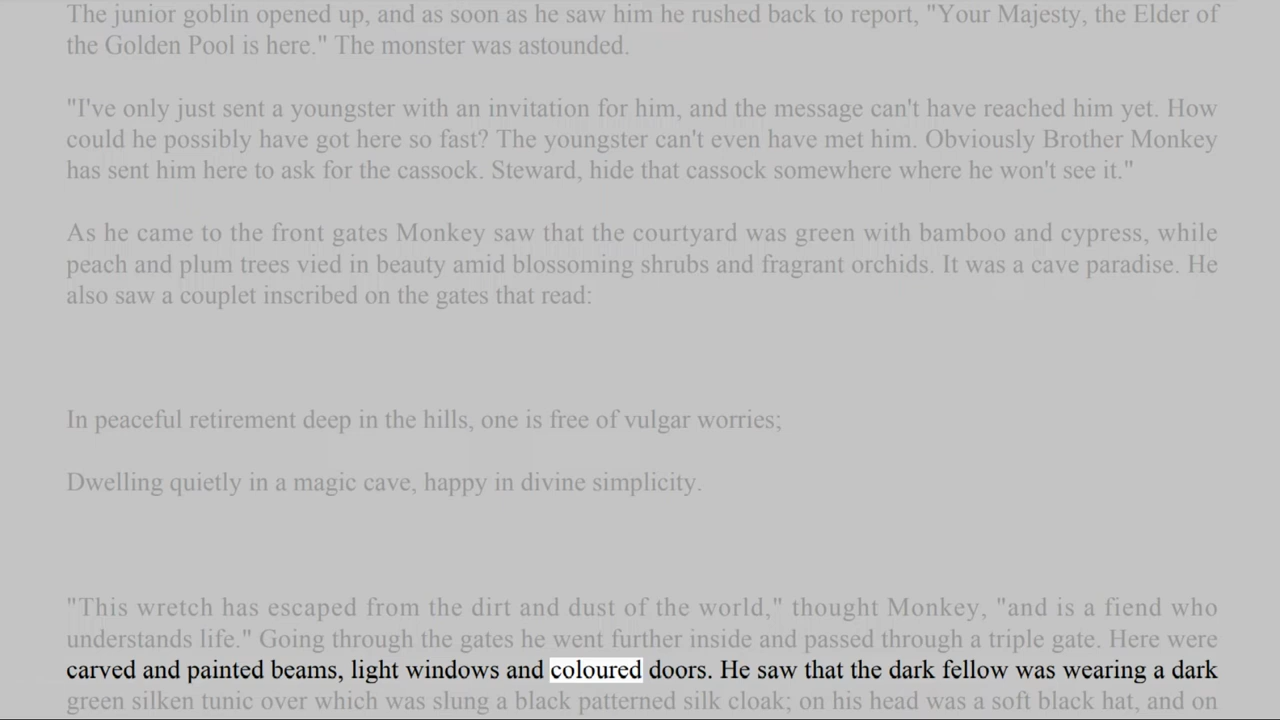 The junior goblin opened up, and as soon as he saw him he rushed back to report, "Your Majesty, the Elder of
the Golden Pool is here." The monster was astounded.
"I've only just sent a youngster with an invitation for him, and the message can't have reached him yet. How
could he possibly have got here so fast? The youngster can't even have met him. Obviously Brother Monkey
has sent him here to ask for the cassock. Steward, hide that cassock somewhere where he won't see it."
As he came to the front gates Monkey saw that the courtyard was green with bamboo and cypress, while
peach and plum trees vied in beauty amid blossoming shrubs and fragrant orchids. It was a cave paradise. He
also saw a couplet inscribed on the gates that read:
In peaceful retirement deep in the hills, one is free of vulgar worries;
Dwelling quietly in a magic cave, happy in divine simplicity.
"This wretch has escaped from the dirt and dust of the world," thought Monkey, "and is a fiend who
understands life." Going through the gates he went further inside and passed through a triple gate. Here were
carved and painted beams, light windows and coloured doors. He saw that the dark fellow was wearing a dark
green silken tunic over which was slung a black patterned silk cloak; on his head was a soft black hat, and on